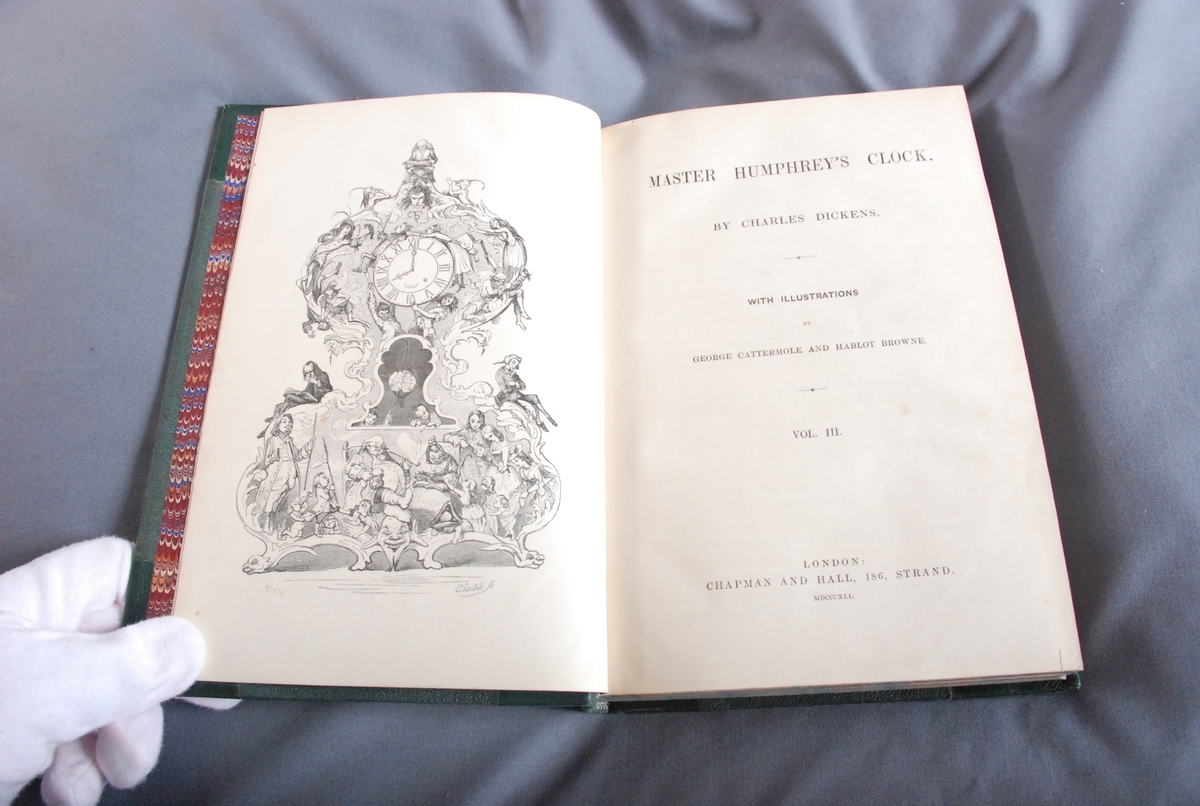 MASTER HUMPHREY'S CLOCK.
BY CHARLES DICKENS.
WITH ILLUSTRATIONS
BY
GEORGE CATTERMOLE AND HABLOT BROWNE.
VOL. III.
LONDON:
CHAPMAN AND HALL, 186, STRAND.
MDCCCXLI.